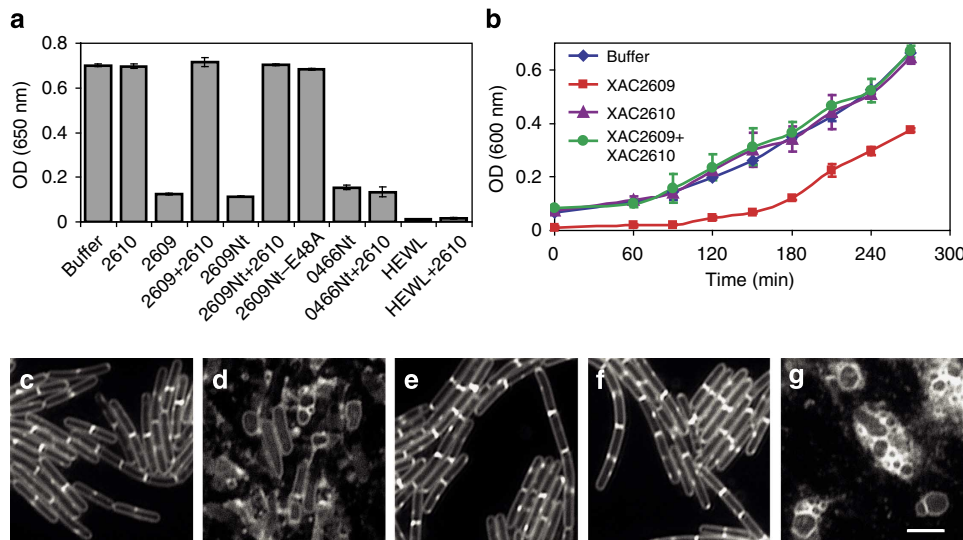 a
0.8
0.6
0.4
0.2
0
OD (650 nm)
Buffer
2610
2609
2609+2610
2609Nt
2609Nt+2610
2609Nt–E48A
0466Nt
0466Nt+2610
HEWL
HEWL+2610
b
0.6
0.4
0.2
0
OD (600 nm)
Buffer
XAC2609
XAC2610
XAC2609+
XAC2610
0 60 120 180 240 300
Time (min)
c
d
e
f
g